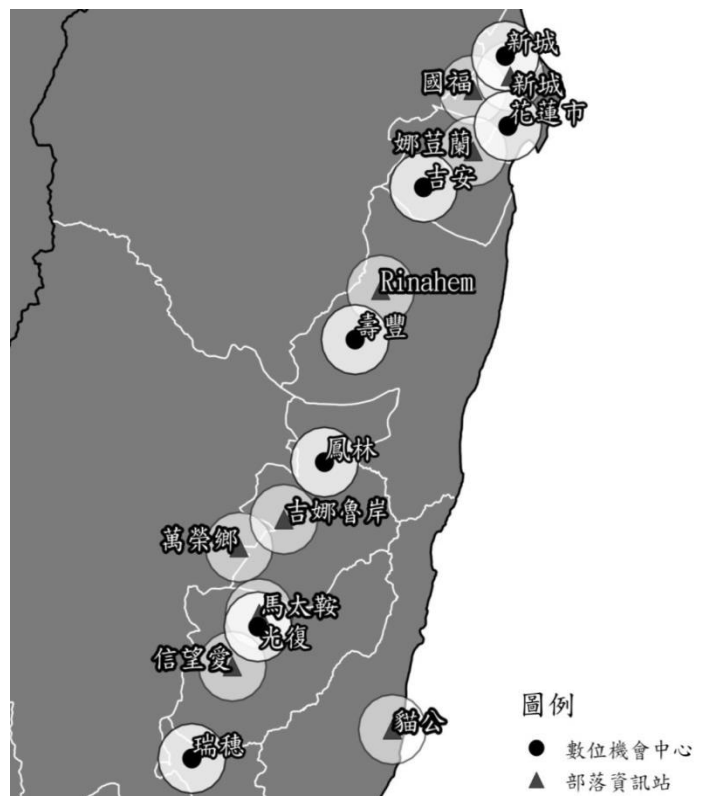 新城
國福
新城
花蓮市
娜荳蘭
吉安
Rinahem
壽豐
鳳林
吉娜魯岸
萬榮鄉
馬太鞍
光復
信望愛
貓公
瑞穗
圖例
數位機會中心
部落資訊站